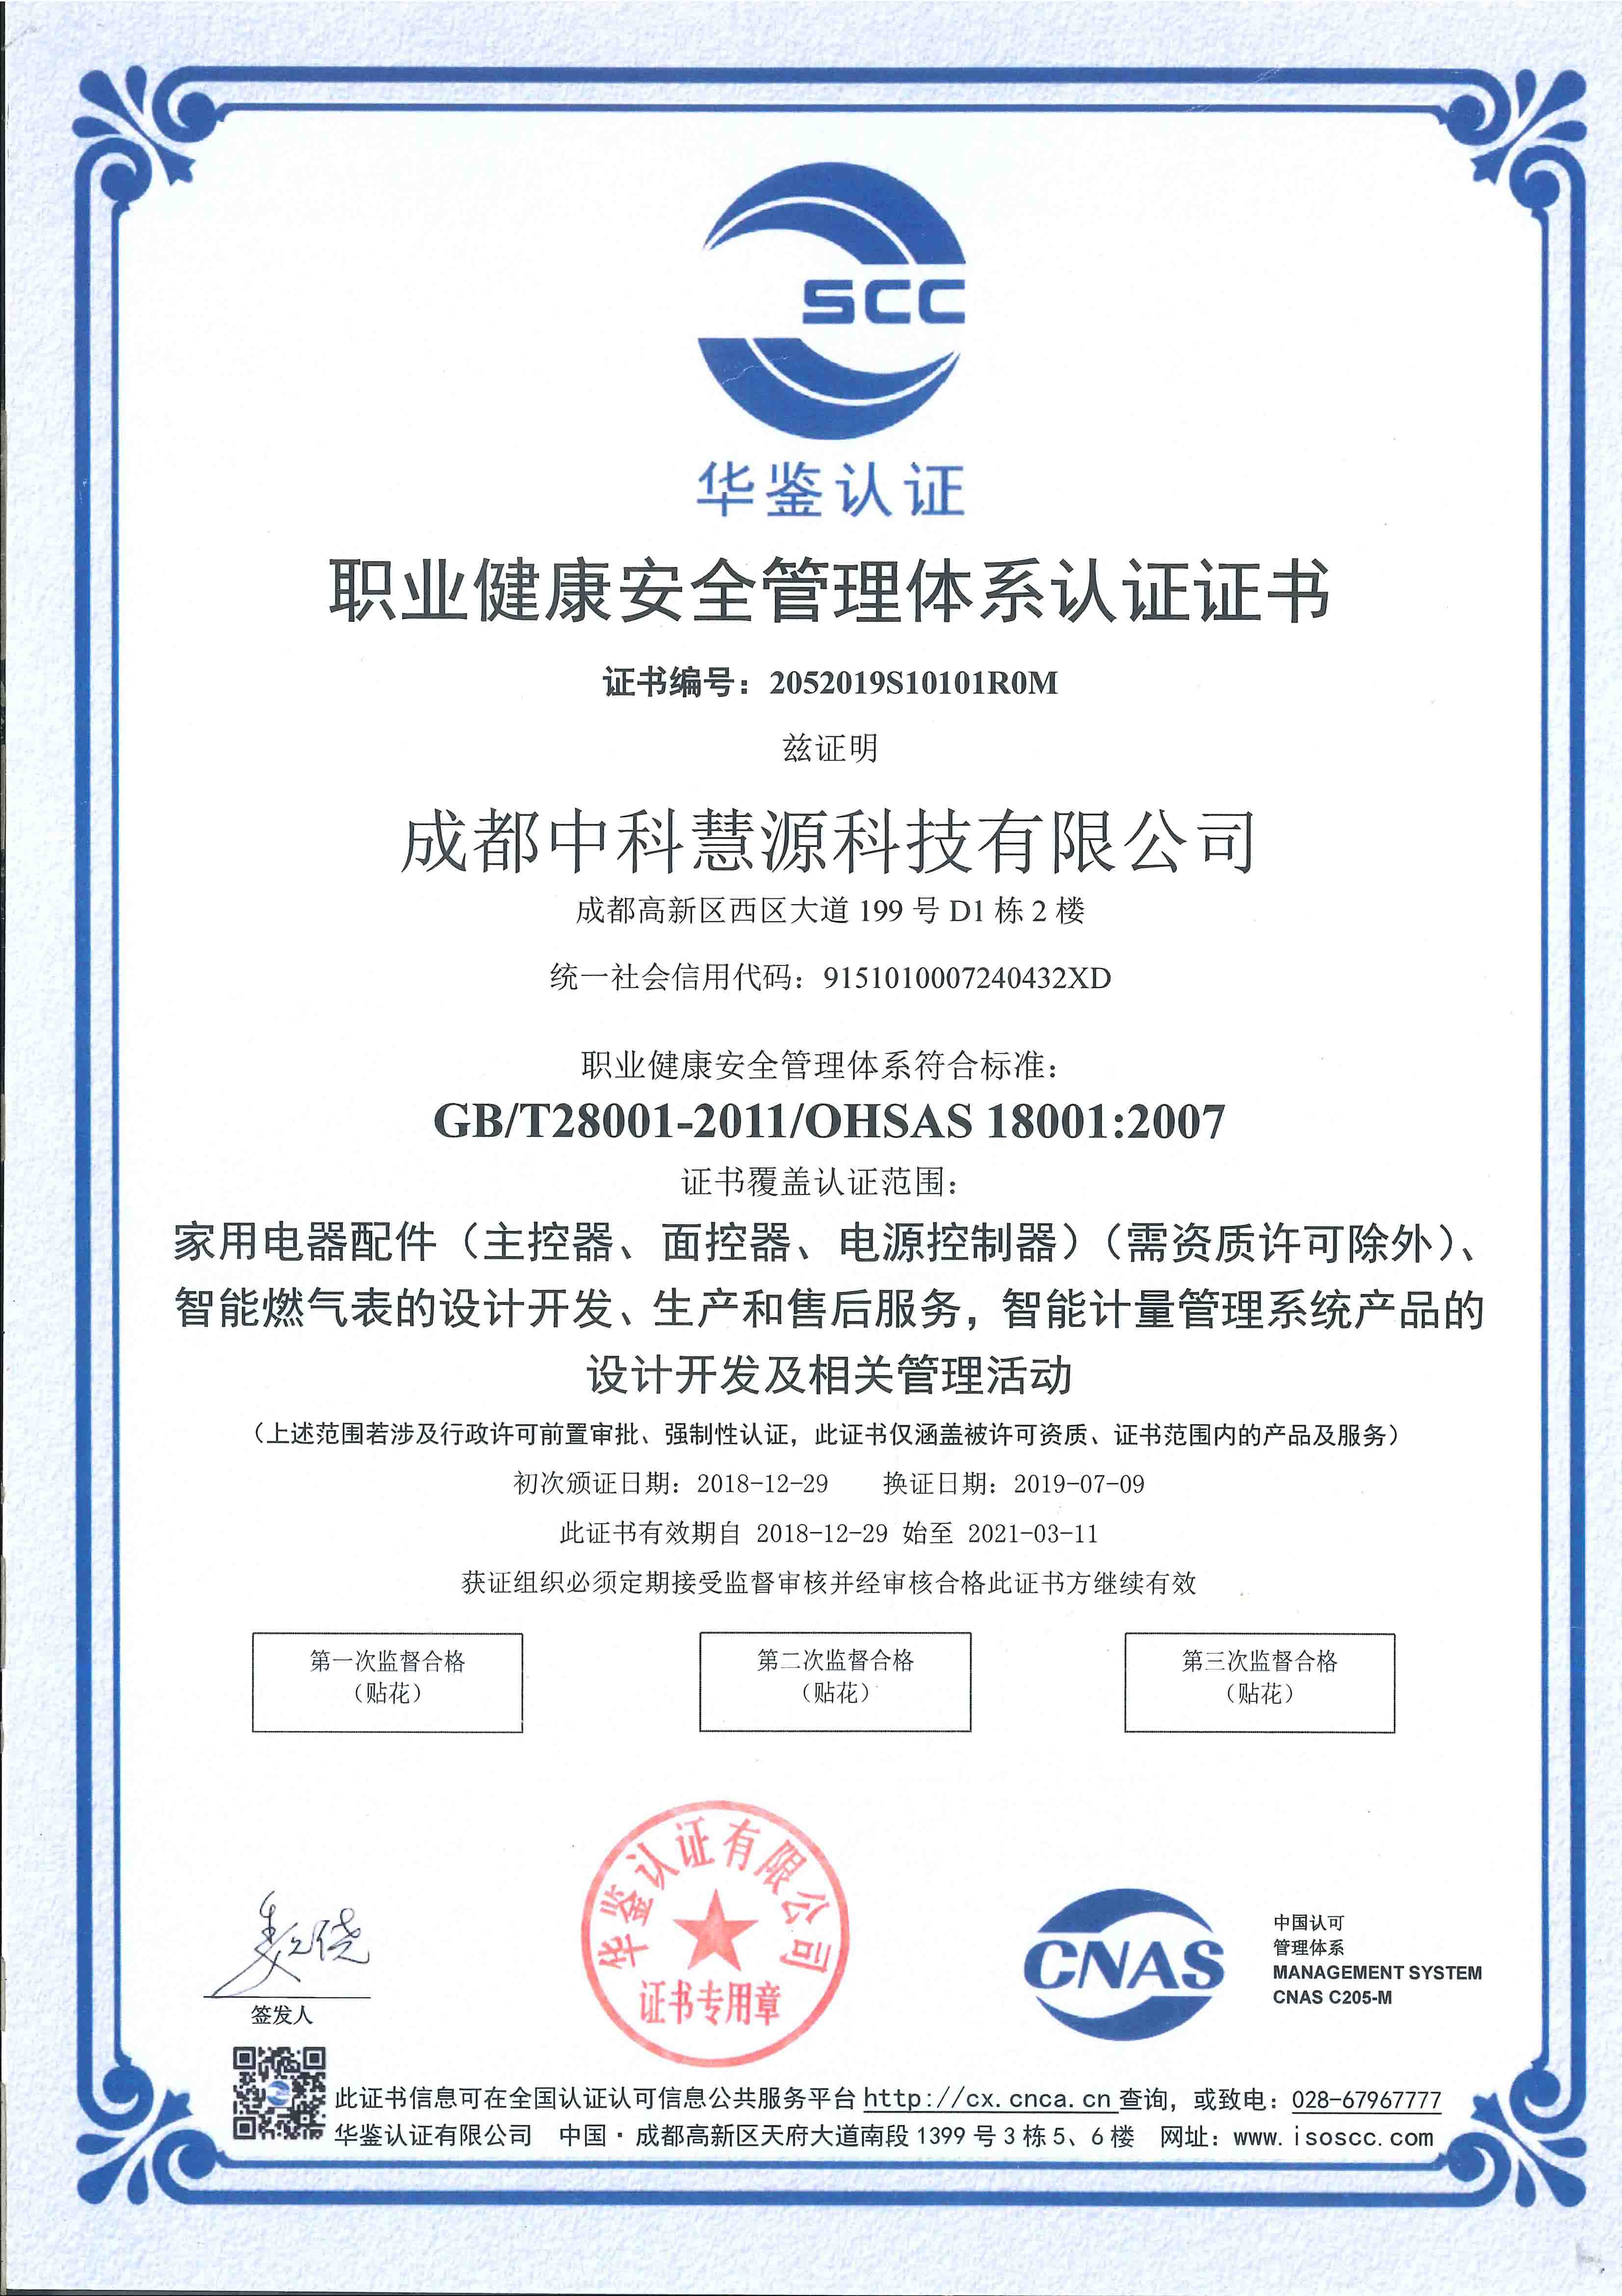 SCC
华鉴认证
职业健康安全管理体系认证证书
证书编号：2052019S10101R0M
兹证明
成都中科慧源科技有限公司
成都高新区西区大道 199 号 D1 栋 2 楼
统一社会信用代码：9151010007240432XD
职业健康安全管理体系符合标准：
GB/T28001-2011/OHSAS 18001:2007
证书覆盖认证范围：
家用电器配件（主控器、面控器、电源控制器）（需资质许可除外）、
智能燃气表的设计开发、生产和售后服务，智能计量管理系统产品的
设计开发及相关管理活动
（上述范围若涉及行政许可前置审批、强制性认证，此证书仅涵盖被许可资质、证书范围内的产品及服务）
初次颁证日期：2018-12-29 换证日期：2019-07-09
此证书有效期自 2018-12-29 始至 2021-03-11
获证组织必须定期接受监督审核并经审核合格此证书方继续有效
第一次监督合格
（贴花）
第二次监督合格
（贴花）
第三次监督合格
（贴花）
华鉴认证有限公司
证书专用章
签发人
CNAS
中国认可
管理体系
MANAGEMENT SYSTEM
CNAS C205-M
此证书信息可在全国认证认可信息公共服务平台 http://cx.cnca.cn 查询，或致电：028-67967777
华鉴认证有限公司 中国·成都高新区天府大道南段 1399 号 3 栋 5、6 楼 网址：www.isoscc.com